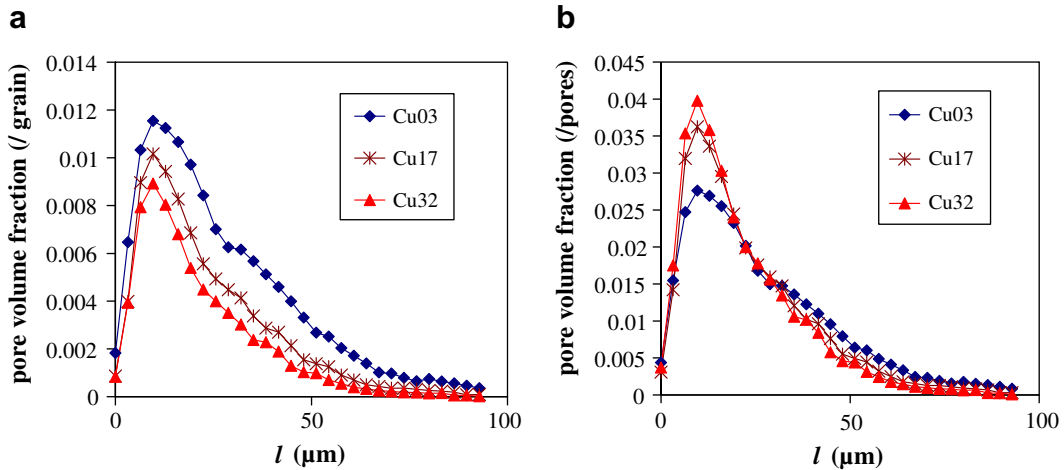 a
pore volume fraction (/ grain)
0.014
0.012
0.01
0.008
0.006
0.004
0.002
0
0
50
100
l (µm)
Cu03
Cu17
Cu32
b
pore volume fraction (/pores)
0.045
0.04
0.035
0.03
0.025
0.02
0.015
0.01
0.005
0
0
50
100
l (µm)
Cu03
Cu17
Cu32